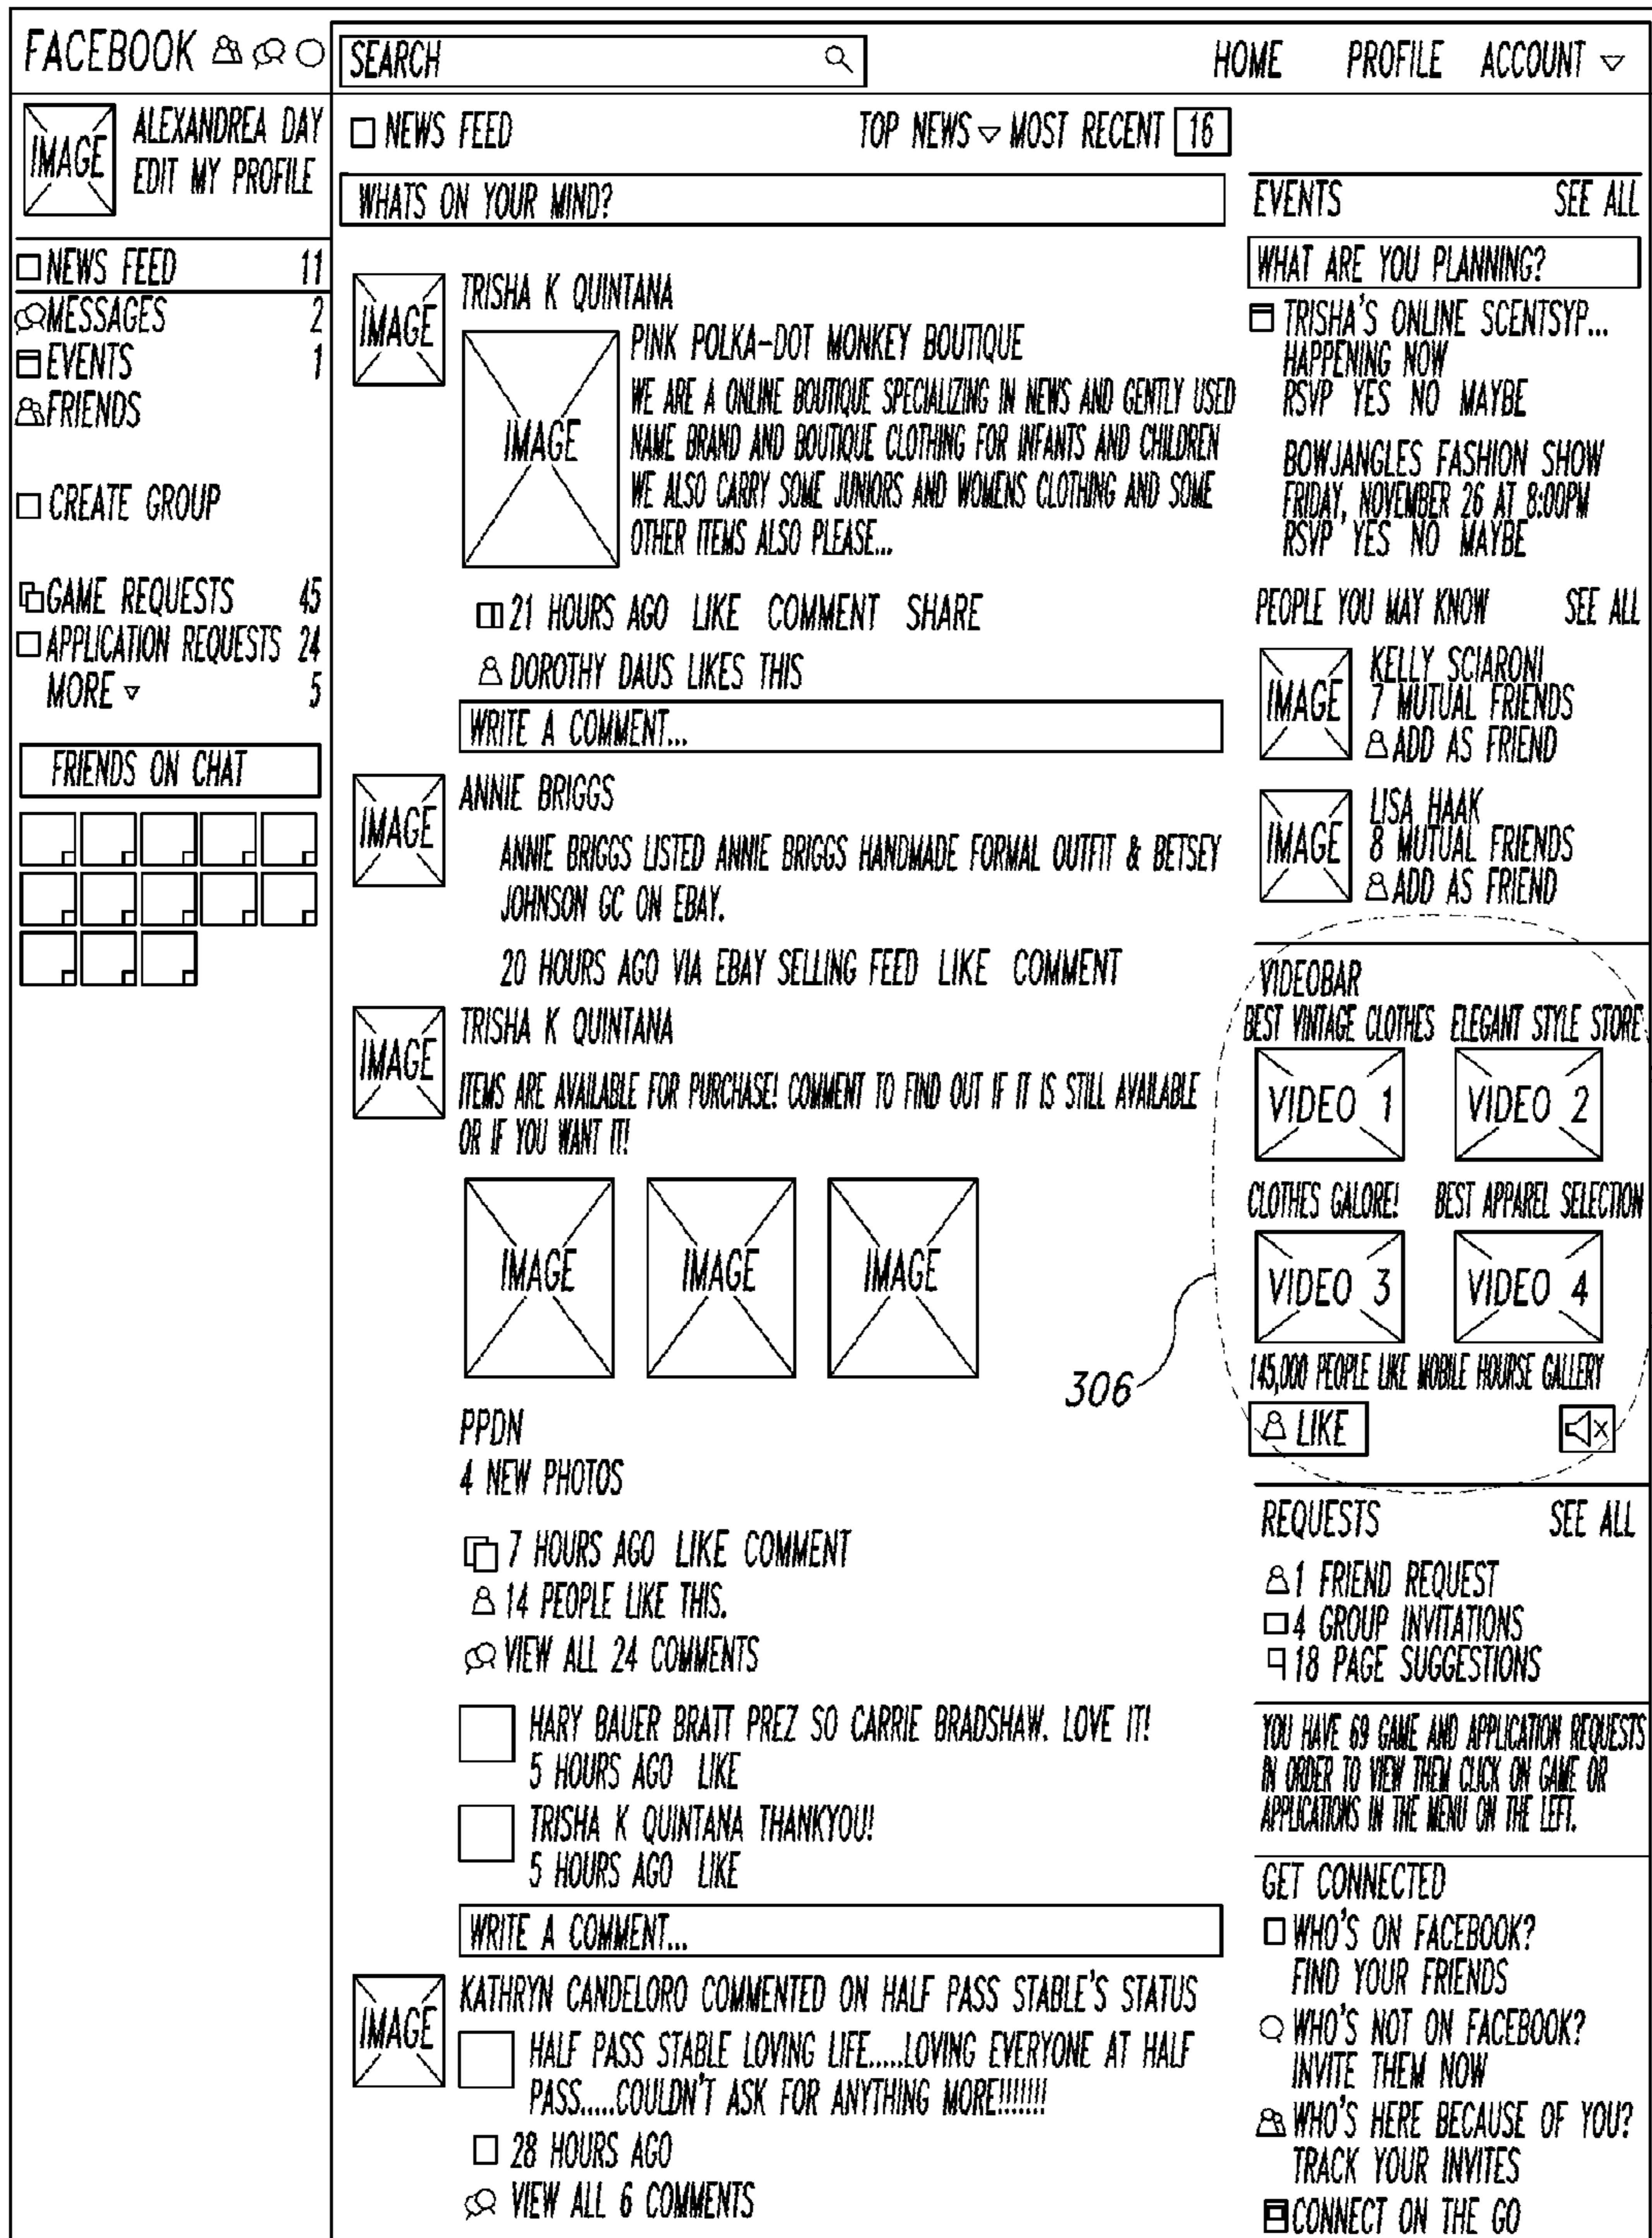 FACEBOOK
SEARCH
HOME PROFILE ACCOUNT
IMAGE
ALEXANDREA DAY
EDIT MY PROFILE
NEWS FEED 11
MESSAGES 2
EVENTS 1
FRIENDS
CREATE GROUP
GAME REQUESTS 45
APPLICATION REQUESTS 24
MORE 5
FRIENDS ON CHAT
NEWS FEED
TOP NEWS MOST RECENT 16
WHATS ON YOUR MIND?
IMAGE
TRISHA K QUINTANA
IMAGE
PINK POLKA-DOT MONKEY BOUTIQUE
WE ARE A ONLINE BOUTIQUE SPECIALIZING IN NEWS AND GENTLY USED
NAME BRAND AND BOUTIQUE CLOTHING FOR INFANTS AND CHILDREN
WE ALSO CARRY SOME JUNIORS AND WOMENS CLOTHING AND SOME
OTHER ITEMS ALSO PLEASE...
21 HOURS AGO LIKE COMMENT SHARE
DOROTHY DAUS LIKES THIS
WRITE A COMMENT...
IMAGE
ANNIE BRIGGS
ANNIE BRIGGS LISTED ANNIE BRIGGS HANDMADE FORMAL OUTFIT & BETSEY
JOHNSON GC ON EBAY.
20 HOURS AGO VIA EBAY SELLING FEED LIKE COMMENT
IMAGE
TRISHA K QUINTANA
ITEMS ARE AVAILABLE FOR PURCHASE! COMMENT TO FIND OUT IF IT IS STILL AVAILABLE
OR IF YOU WANT IT!
IMAGE IMAGE IMAGE
306
PPDN
4 NEW PHOTOS
7 HOURS AGO LIKE COMMENT
14 PEOPLE LIKE THIS.
VIEW ALL 24 COMMENTS
HARY BAUER BRATT PREZ SO CARRIE BRADSHAW. LOVE IT!
5 HOURS AGO LIKE
TRISHA K QUINTANA THANKYOU!
5 HOURS AGO LIKE
WRITE A COMMENT...
IMAGE
KATHRYN CANDELORO COMMENTED ON HALF PASS STABLE'S STATUS
HALF PASS STABLE LOVING LIFE.....LOVING EVERYONE AT HALF
PASS.....COULDN'T ASK FOR ANYTHING MORE!!!!!!!
28 HOURS AGO
VIEW ALL 6 COMMENTS
EVENTS SEE ALL
WHAT ARE YOU PLANNING?
TRISHA'S ONLINE SCENTSYP...
HAPPENING NOW
RSVP YES NO MAYBE
BOWJANGLES FASHION SHOW
FRIDAY, NOVEMBER 26 AT 8:00PM
RSVP YES NO MAYBE
PEOPLE YOU MAY KNOW SEE ALL
IMAGE
KELLY SCIARONI
7 MUTUAL FRIENDS
ADD AS FRIEND
IMAGE
LISA HAAK
8 MUTUAL FRIENDS
ADD AS FRIEND
VIDEOBAR
BEST VINTAGE CLOTHES ELEGANT STYLE STORE
VIDEO 1 VIDEO 2
CLOTHES GALORE! BEST APPAREL SELECTION
VIDEO 3 VIDEO 4
145,000 PEOPLE LIKE MOBILE HOURSE GALLERY
LIKE
REQUESTS SEE ALL
1 FRIEND REQUEST
4 GROUP INVITATIONS
18 PAGE SUGGESTIONS
YOU HAVE 69 GAME AND APPLICATION REQUESTS
IN ORDER TO VIEW THEM CLICK ON GAME OR
APPLICATIONS IN THE MENU ON THE LEFT.
GET CONNECTED
WHO'S ON FACEBOOK?
FIND YOUR FRIENDS
WHO'S NOT ON FACEBOOK?
INVITE THEM NOW
WHO'S HERE BECAUSE OF YOU?
TRACK YOUR INVITES
CONNECT ON THE GO